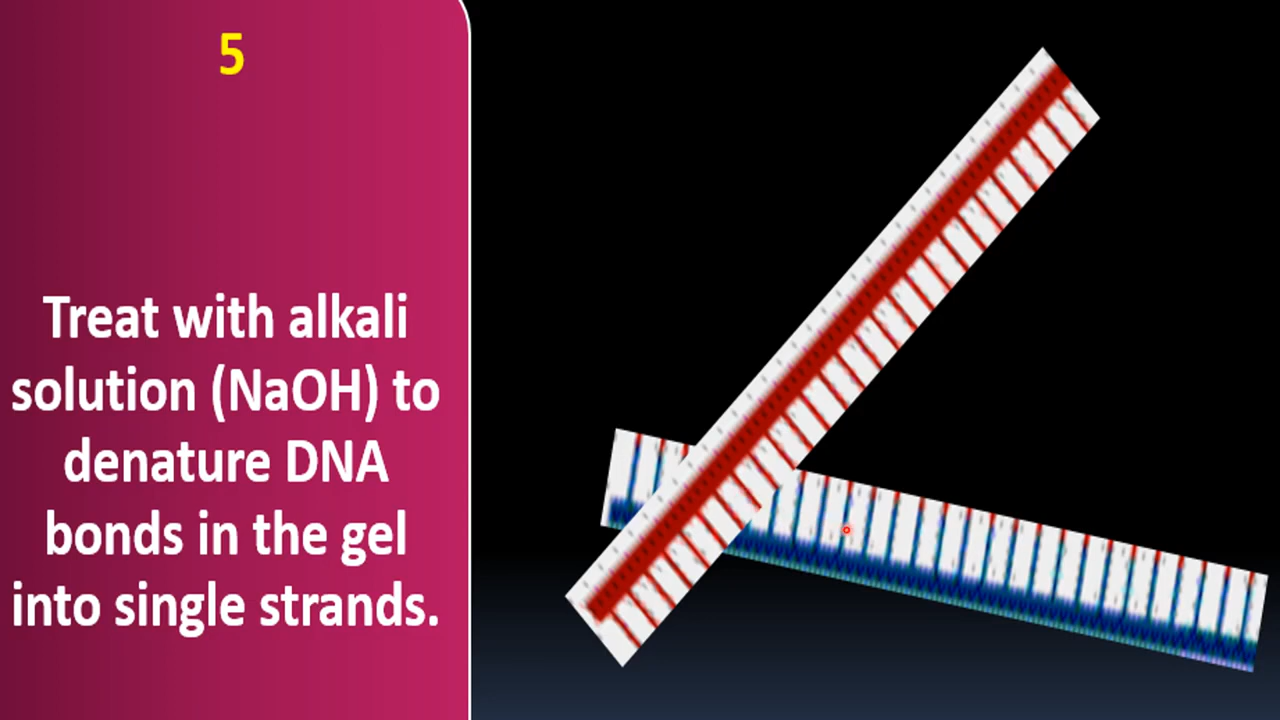 5
Treat with alkali
solution (NaOH) to
denature DNA
bonds in the gel
into single strands.